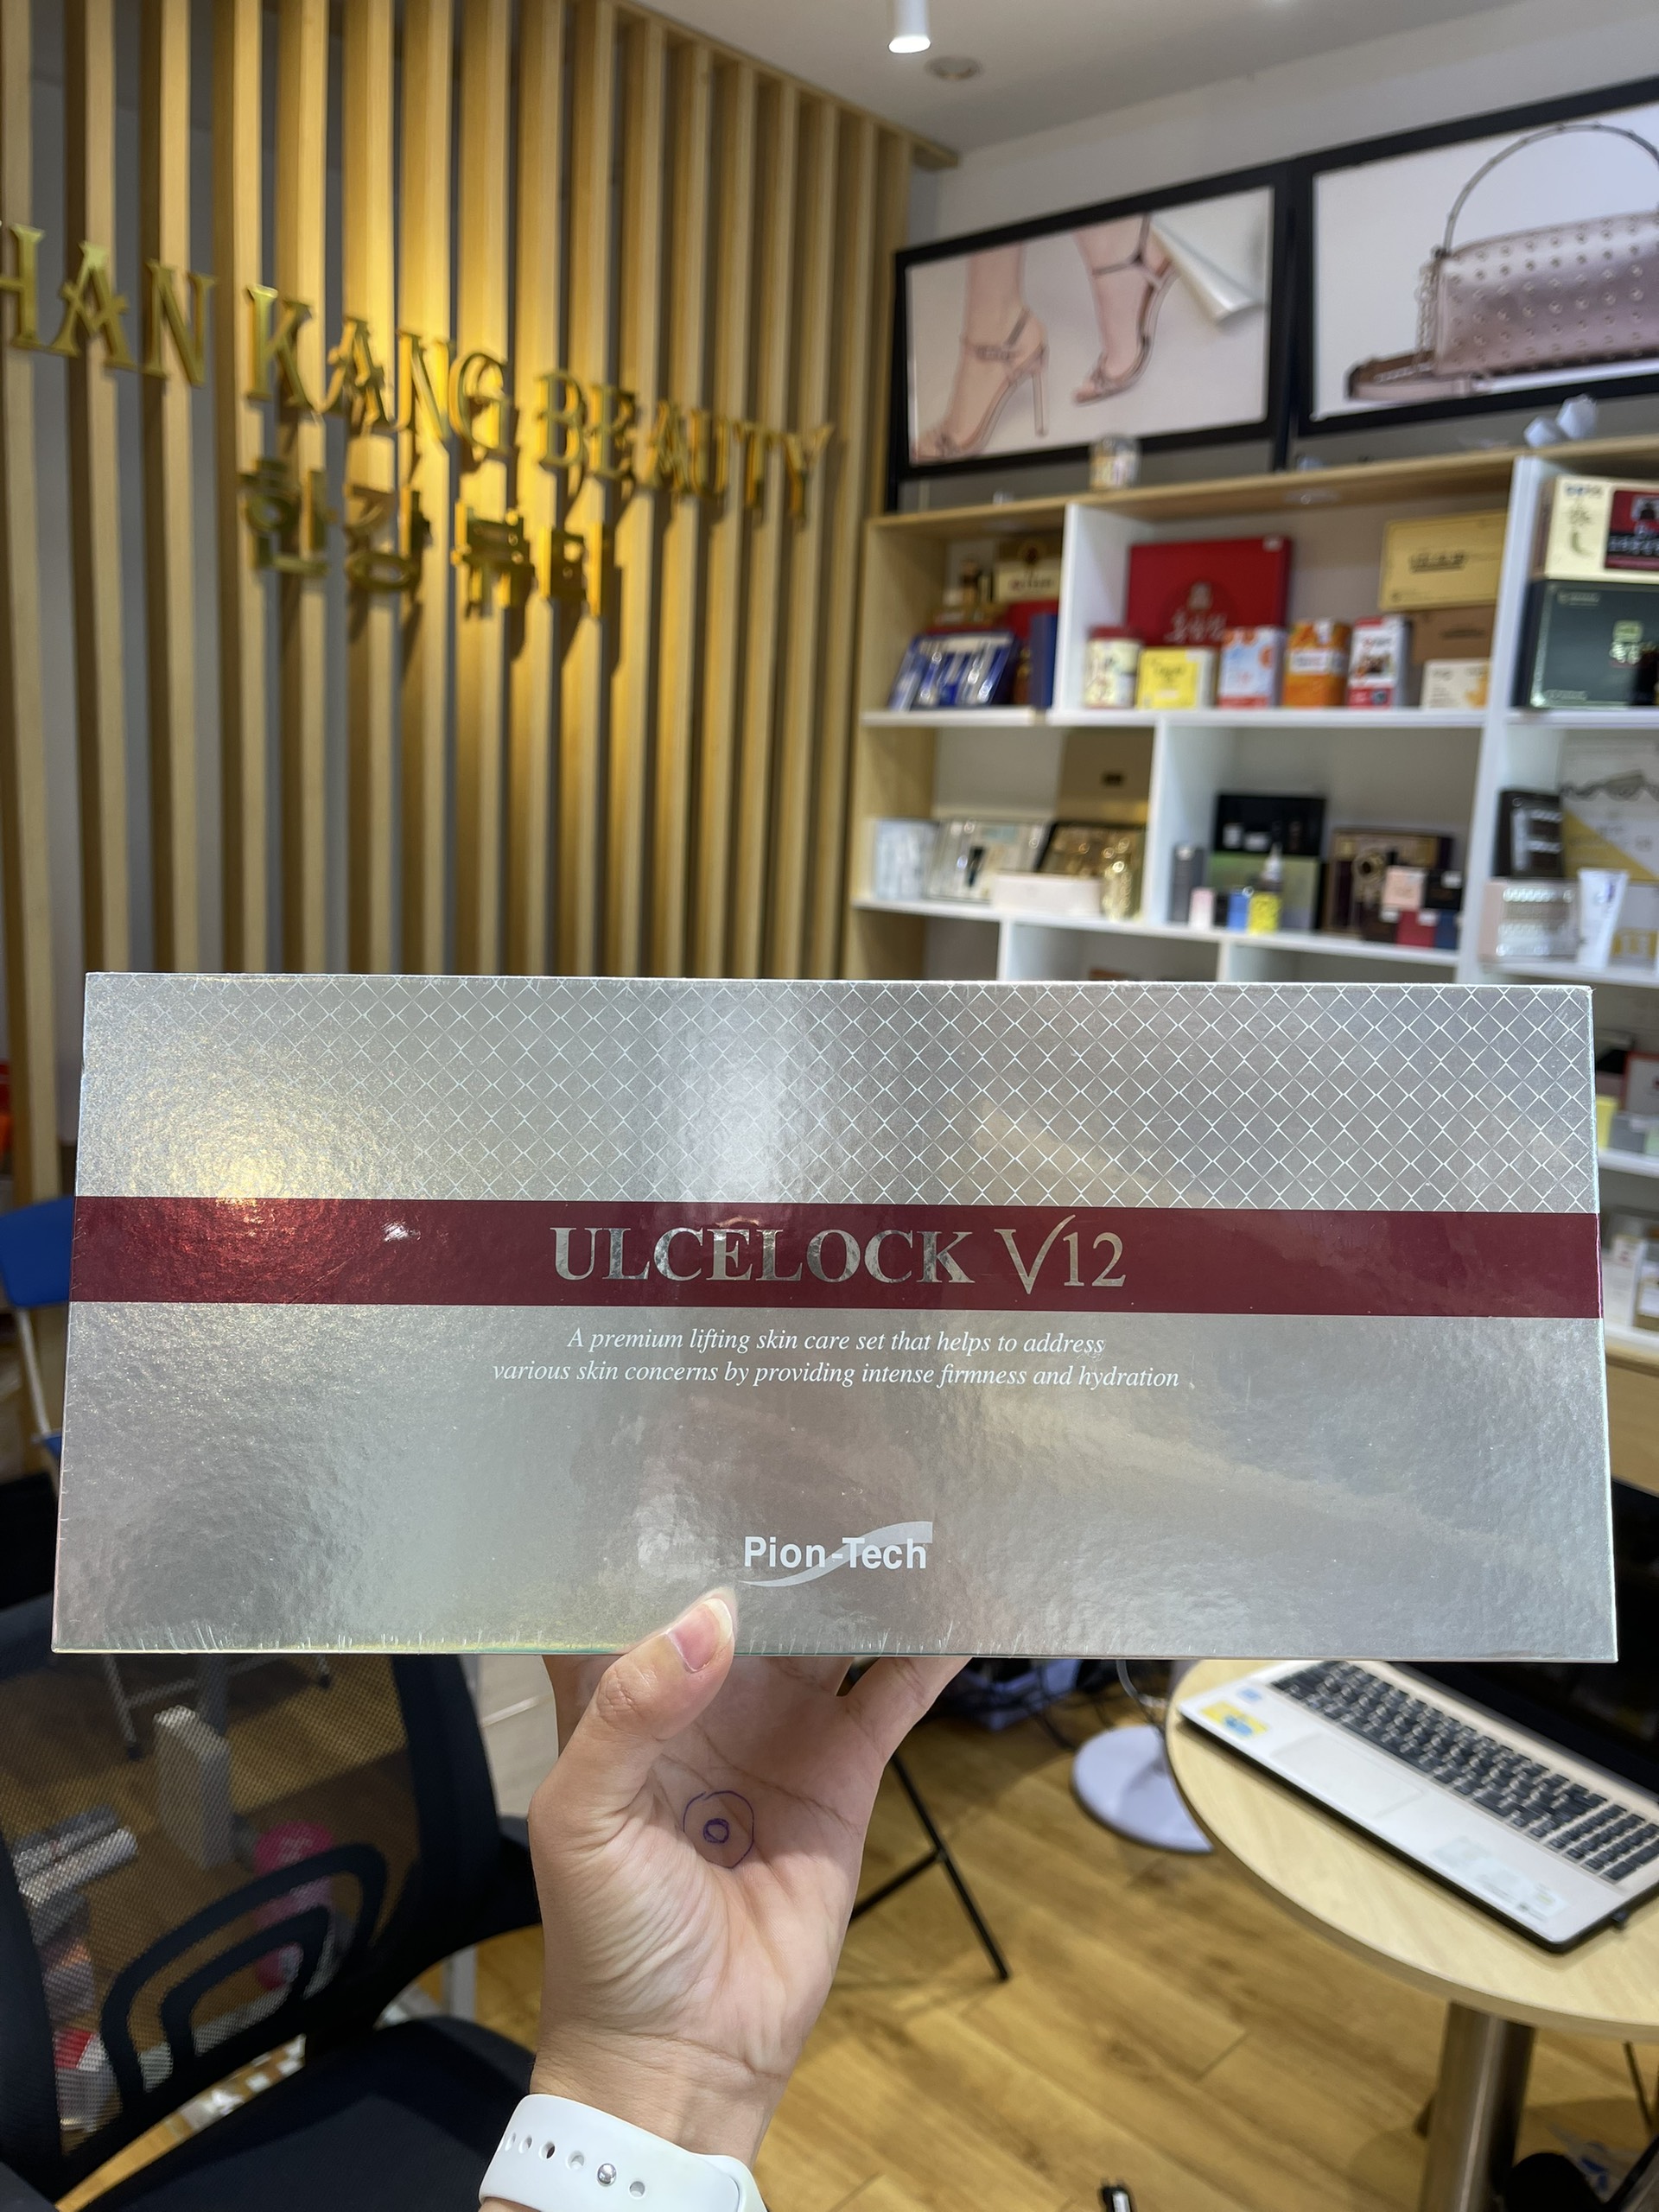 HAN KANG BEAUTY
한강뷰티
ULCELOCK V12
A premium lifting skin care set that helps to address
various skin concerns by providing intense firmness and hydration
Pion-Tech